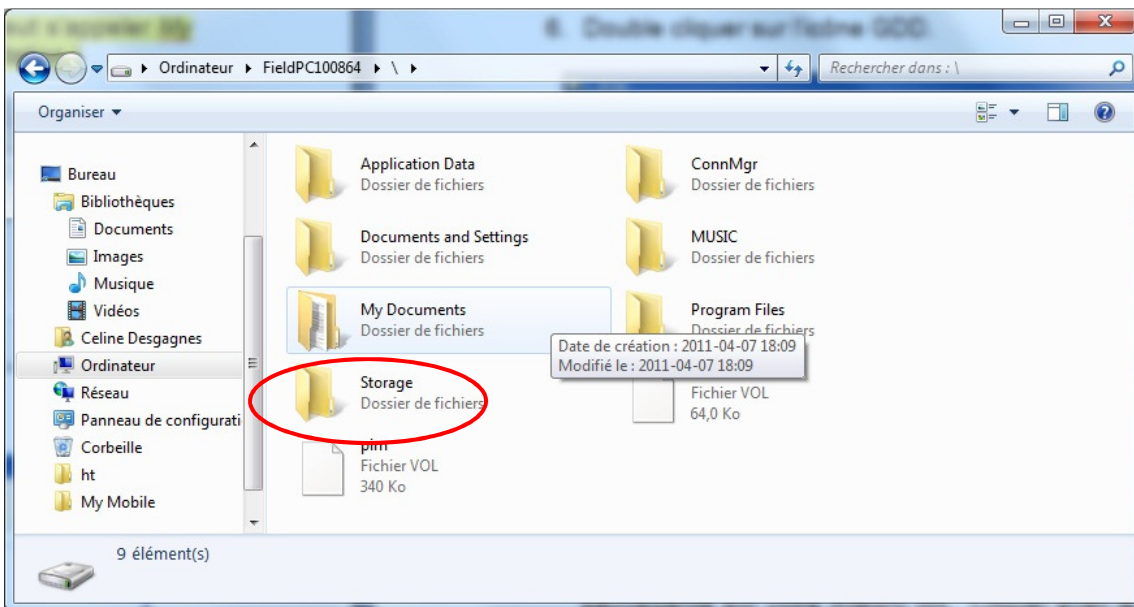 6. Double cliquer sur l'icône GDD.
Ordinateur FieldPC100864 \
Rechercher dans : \
Organiser
Bureau
Bibliothèques
Documents
Images
Musique
Vidéos
Celine Desgagnes
Ordinateur
Réseau
Panneau de configurati
Corbeille
ht
My Mobile
Application Data
Dossier de fichiers
ConnMgr
Dossier de fichiers
Documents and Settings
Dossier de fichiers
MUSIC
Dossier de fichiers
My Documents
Dossier de fichiers
Program Files
Dossier de fichiers
Date de création : 2011-04-07 18:09
Modifié le : 2011-04-07 18:09
Storage
Dossier de fichiers
Fichier VOL
64,0 Ko
pim
Fichier VOL
340 Ko
9 élément(s)